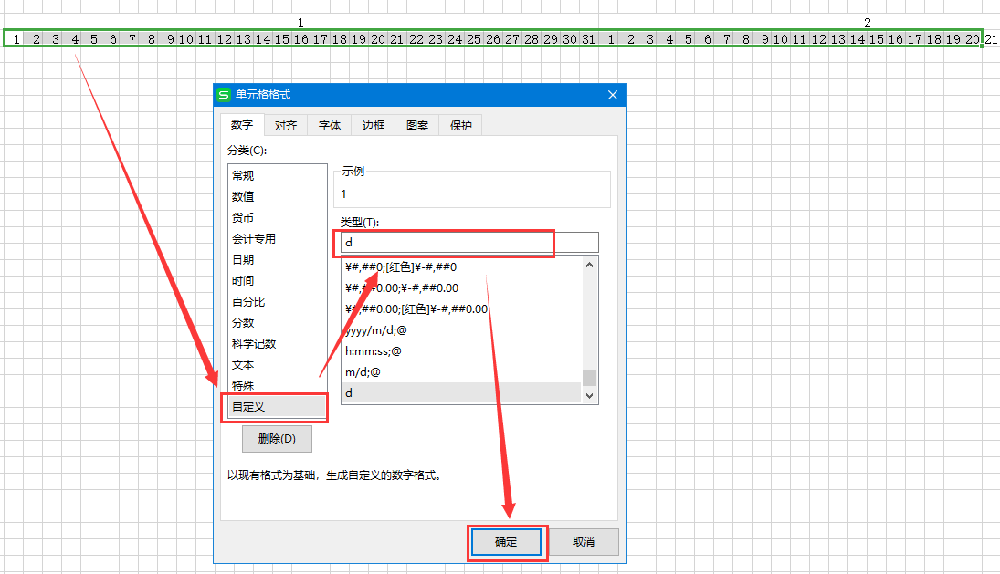 1 2
1 2 3 4 5 6 7 8 9 10 11 12 13 14 15 16 17 18 19 20 21 22 23 24 25 26 27 28 29 30 31 1 2 3 4 5 6 7 8 9 10 11 12 13 14 15 16 17 18 19 20 21
S 单元格格式
数字 对齐 字体 边框 图案 保护
分类(C):
常规
数值
货币
会计专用
日期
时间
百分比
分数
科学记数
文本
特殊
自定义
删除(D)
示例
1
类型(T):
d
¥#,##0;[红色]¥-#,##0
¥#,##0.00;¥-#,##0.00
¥#,##0.00;[红色]¥-#,##0.00
yyyy/m/d;@
h:mm:ss;@
m/d;@
d
以现有格式为基础，生成自定义的数字格式。
确定 取消